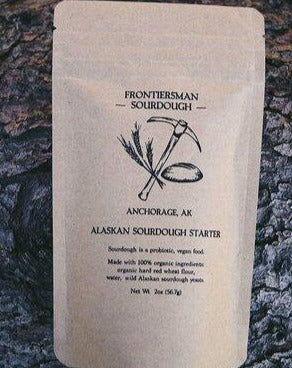 FRONTIERSMAN
— SOURDOUGH —
ANCHORAGE, AK
ALASKAN SOURDOUGH STARTER
Sourdough is a probiotic, vegan food.
Made with 100% organic ingredients
organic hard red wheat flour,
water, wild Alaskan sourdough yeasts
Net Wt 2oz (56.7g)